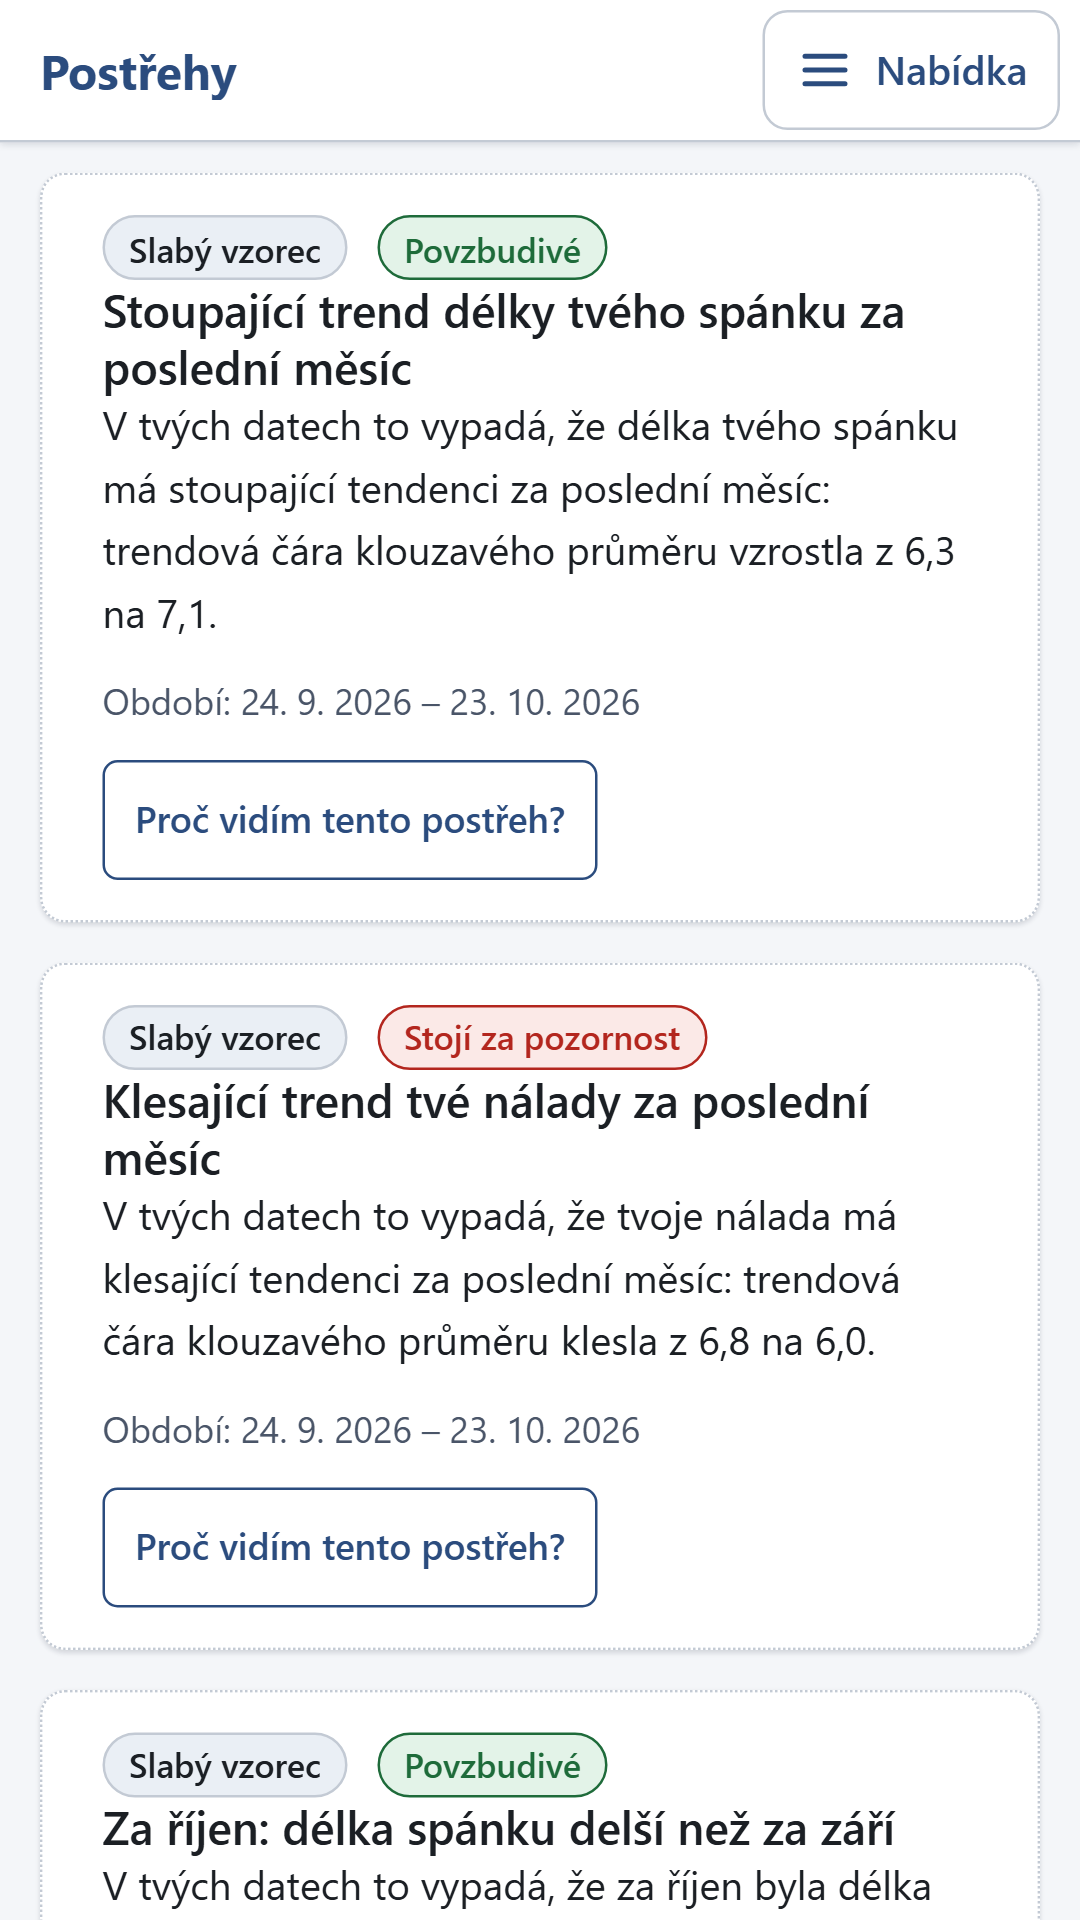 Postřehy
Nabídka
Slabý vzorec
Povzbudivé
Stoupající trend délky tvého spánku za
poslední měsíc
V tvých datech to vypadá, že délka tvého spánku
má stoupající tendenci za poslední měsíc:
trendová čára klouzavého průměru vzrostla z 6,3
na 7,1.
Období: 24. 9. 2026 – 23. 10. 2026
Proč vidím tento postřeh?
Slabý vzorec
Stojí za pozornost
Klesající trend tvé nálady za poslední
měsíc
V tvých datech to vypadá, že tvoje nálada má
klesající tendenci za poslední měsíc: trendová
čára klouzavého průměru klesla z 6,8 na 6,0.
Období: 24. 9. 2026 – 23. 10. 2026
Proč vidím tento postřeh?
Slabý vzorec
Povzbudivé
Za říjen: délka spánku delší než za září
V tvých datech to vypadá, že za říjen byla délka